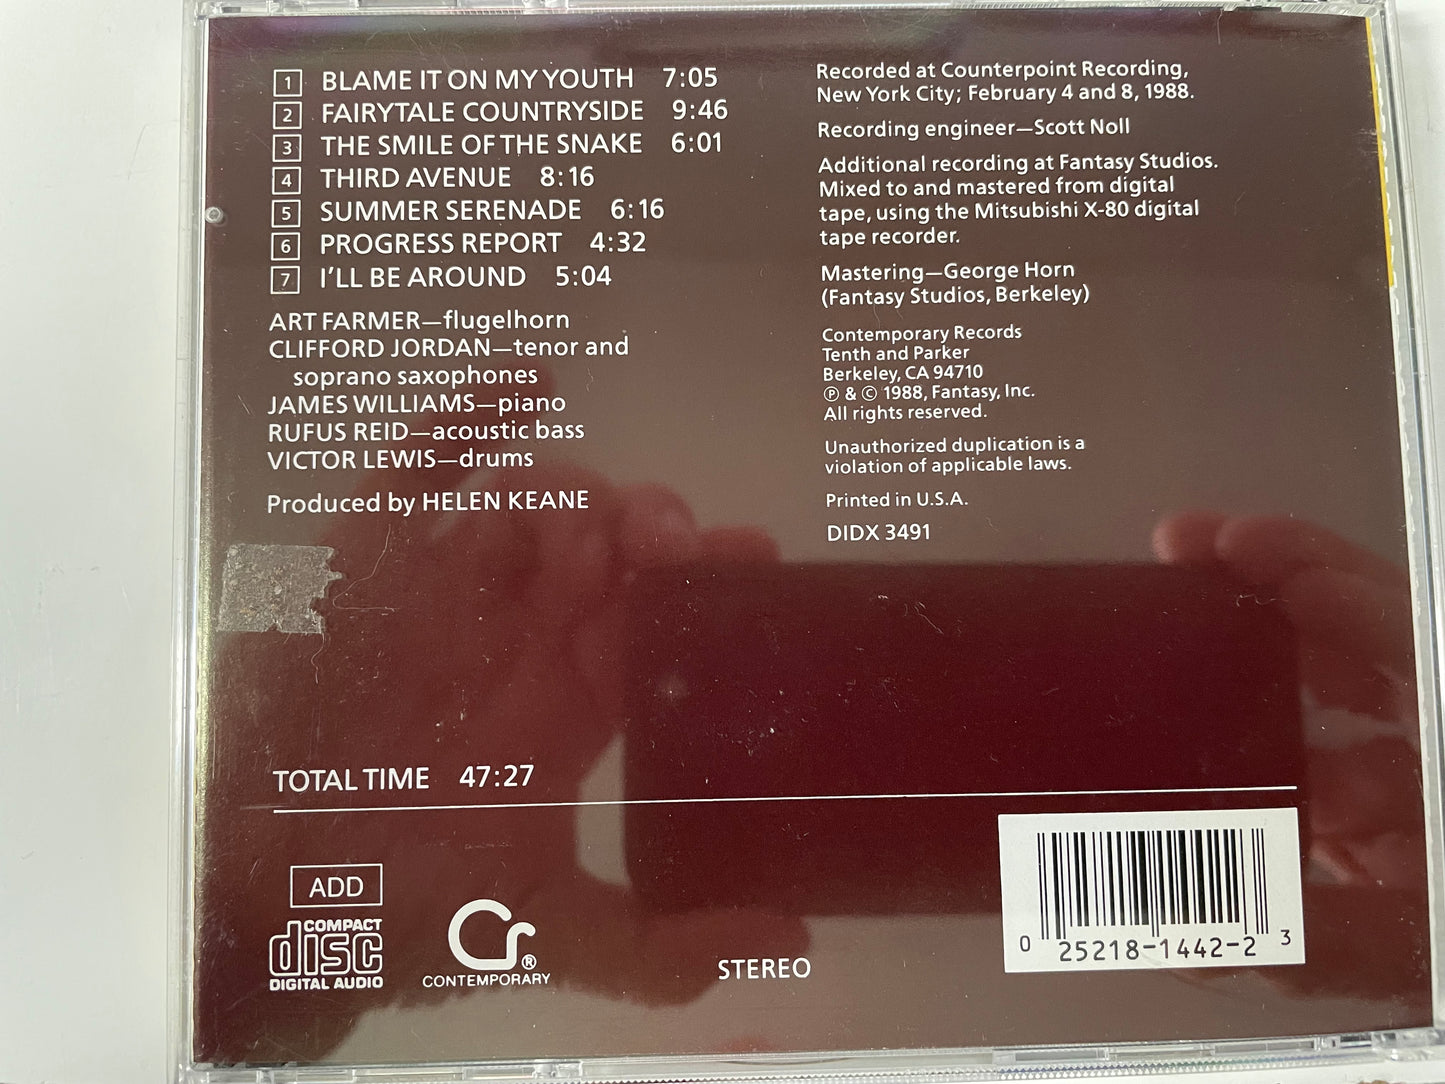 1 BLAME IT ON MY YOUTH 7:05
2 FAIRYTALE COUNTRYSIDE 9:46
3 THE SMILE OF THE SNAKE 6:01
4 THIRD AVENUE 8:16
5 SUMMER SERENADE 6:16
6 PROGRESS REPORT 4:32
7 I'LL BE AROUND 5:04
ART FARMER—flugelhorn
CLIFFORD JORDAN—tenor and
soprano saxophones
JAMES WILLIAMS—piano
RUFUS REID—acoustic bass
VICTOR LEWIS—drums
Produced by HELEN KEANE
Recorded at Counterpoint Recording,
New York City; February 4 and 8, 1988.
Recording engineer—Scott Noll
Additional recording at Fantasy Studios.
Mixed to and mastered from digital
tape, using the Mitsubishi X-80 digital
tape recorder.
Mastering—George Horn
(Fantasy Studios, Berkeley)
Contemporary Records
Tenth and Parker
Berkeley, CA 94710
℗ & © 1988, Fantasy, Inc.
All rights reserved.
Unauthorized duplication is a
violation of applicable laws.
Printed in U.S.A.
DIDX 3491
TOTAL TIME 47:27
ADD
COMPACT
disc
DIGITAL AUDIO
Cr®
CONTEMPORARY
STEREO
0 25218-1442-2 3